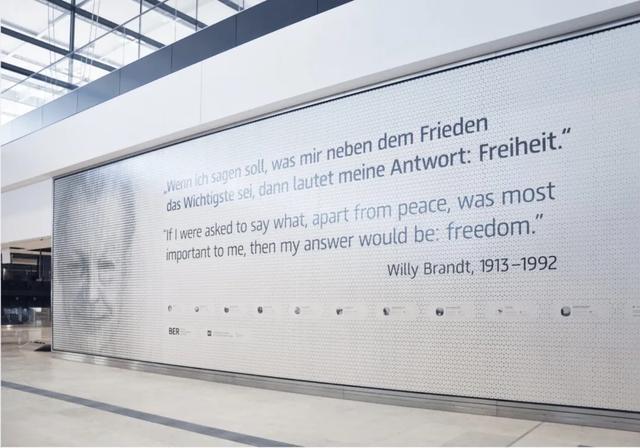 „Wenn ich sagen soll, was mir neben dem Frieden
das Wichtigste sei, dann lautet meine Antwort: Freiheit.“
"If I were asked to say what, apart from peace, was most
important to me, then my answer would be: freedom.”
Willy Brandt, 1913–1992
BER